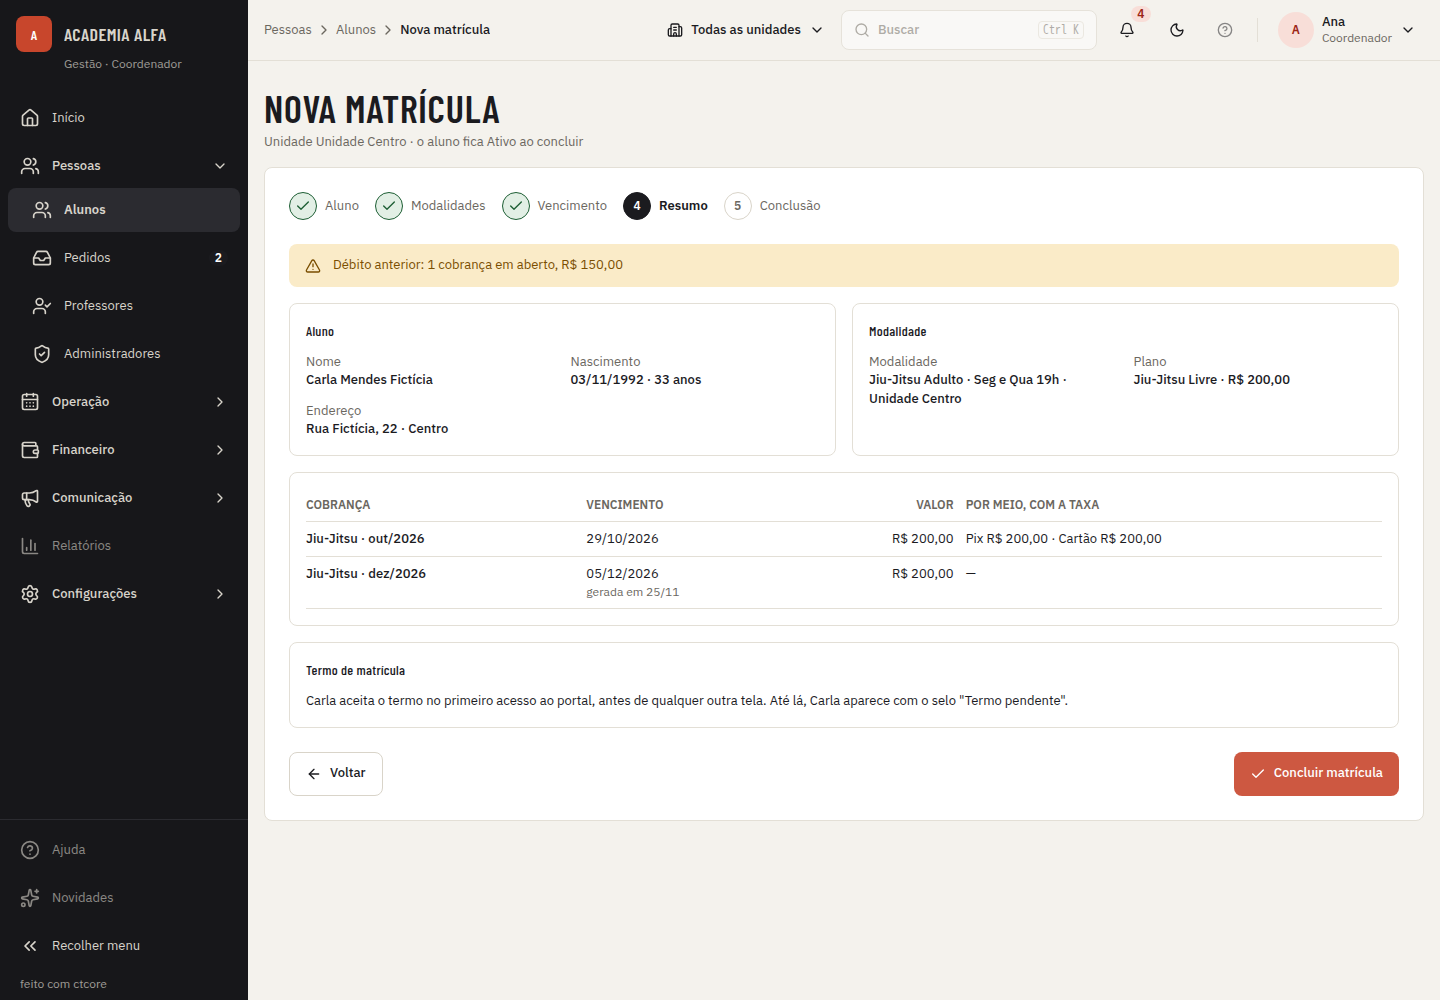 A
ACADEMIA ALFA
Gestão · Coordenador
Início
Pessoas
Alunos
Pedidos 2
Professores
Administradores
Operação
Financeiro
Comunicação
Relatórios
Configurações
Ajuda
Novidades
Recolher menu
feito com ctcore
Pessoas Alunos Nova matrícula
Todas as unidades
Buscar Ctrl K
4
A
Ana
Coordenador
NOVA MATRÍCULA
Unidade Unidade Centro · o aluno fica Ativo ao concluir
Aluno Modalidades Vencimento 4 Resumo 5 Conclusão
Débito anterior: 1 cobrança em aberto, R$ 150,00
Aluno
Nome Nascimento
Carla Mendes Fictícia 03/11/1992 · 33 anos
Endereço
Rua Fictícia, 22 · Centro
Modalidade
Modalidade Plano
Jiu-Jitsu Adulto · Seg e Qua 19h · Jiu-Jitsu Livre · R$ 200,00
Unidade Centro
COBRANÇA VENCIMENTO VALOR POR MEIO, COM A TAXA
Jiu-Jitsu · out/2026 29/10/2026 R$ 200,00 Pix R$ 200,00 · Cartão R$ 200,00
Jiu-Jitsu · dez/2026 05/12/2026 R$ 200,00 —
gerada em 25/11
Termo de matrícula
Carla aceita o termo no primeiro acesso ao portal, antes de qualquer outra tela. Até lá, Carla aparece com o selo "Termo pendente".
Voltar
Concluir matrícula